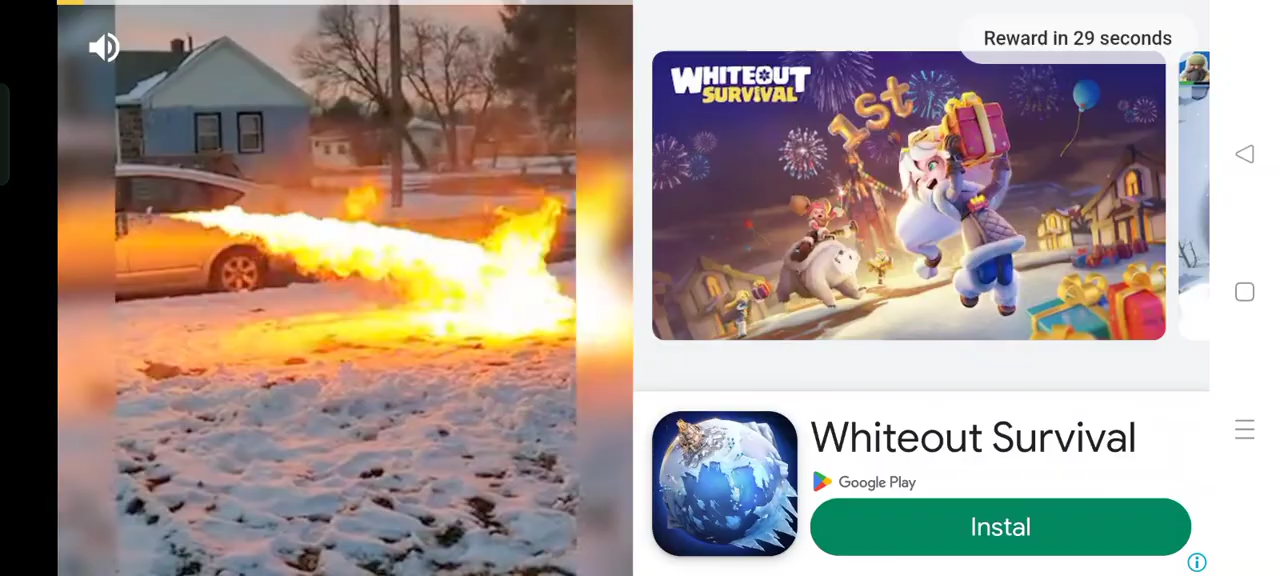 Reward in 29 seconds
WHITEOUT
SURVIVAL
1st
Whiteout Survival
Google Play
Instal